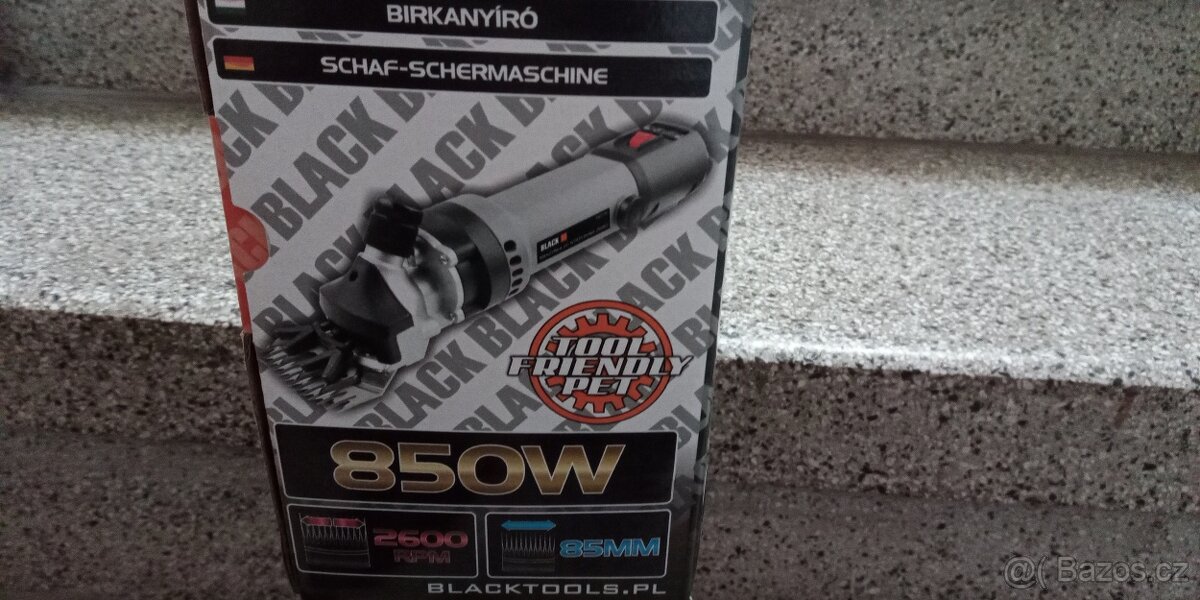 BIRKANYÍRÓ
SCHAF-SCHERMASCHINE
BLACK BLACK
BLACK
TOOL
FRIENDLY
PET
850W
2600
RPM
85MM
BLACKTOOLS.PL
@( Bazos.cz